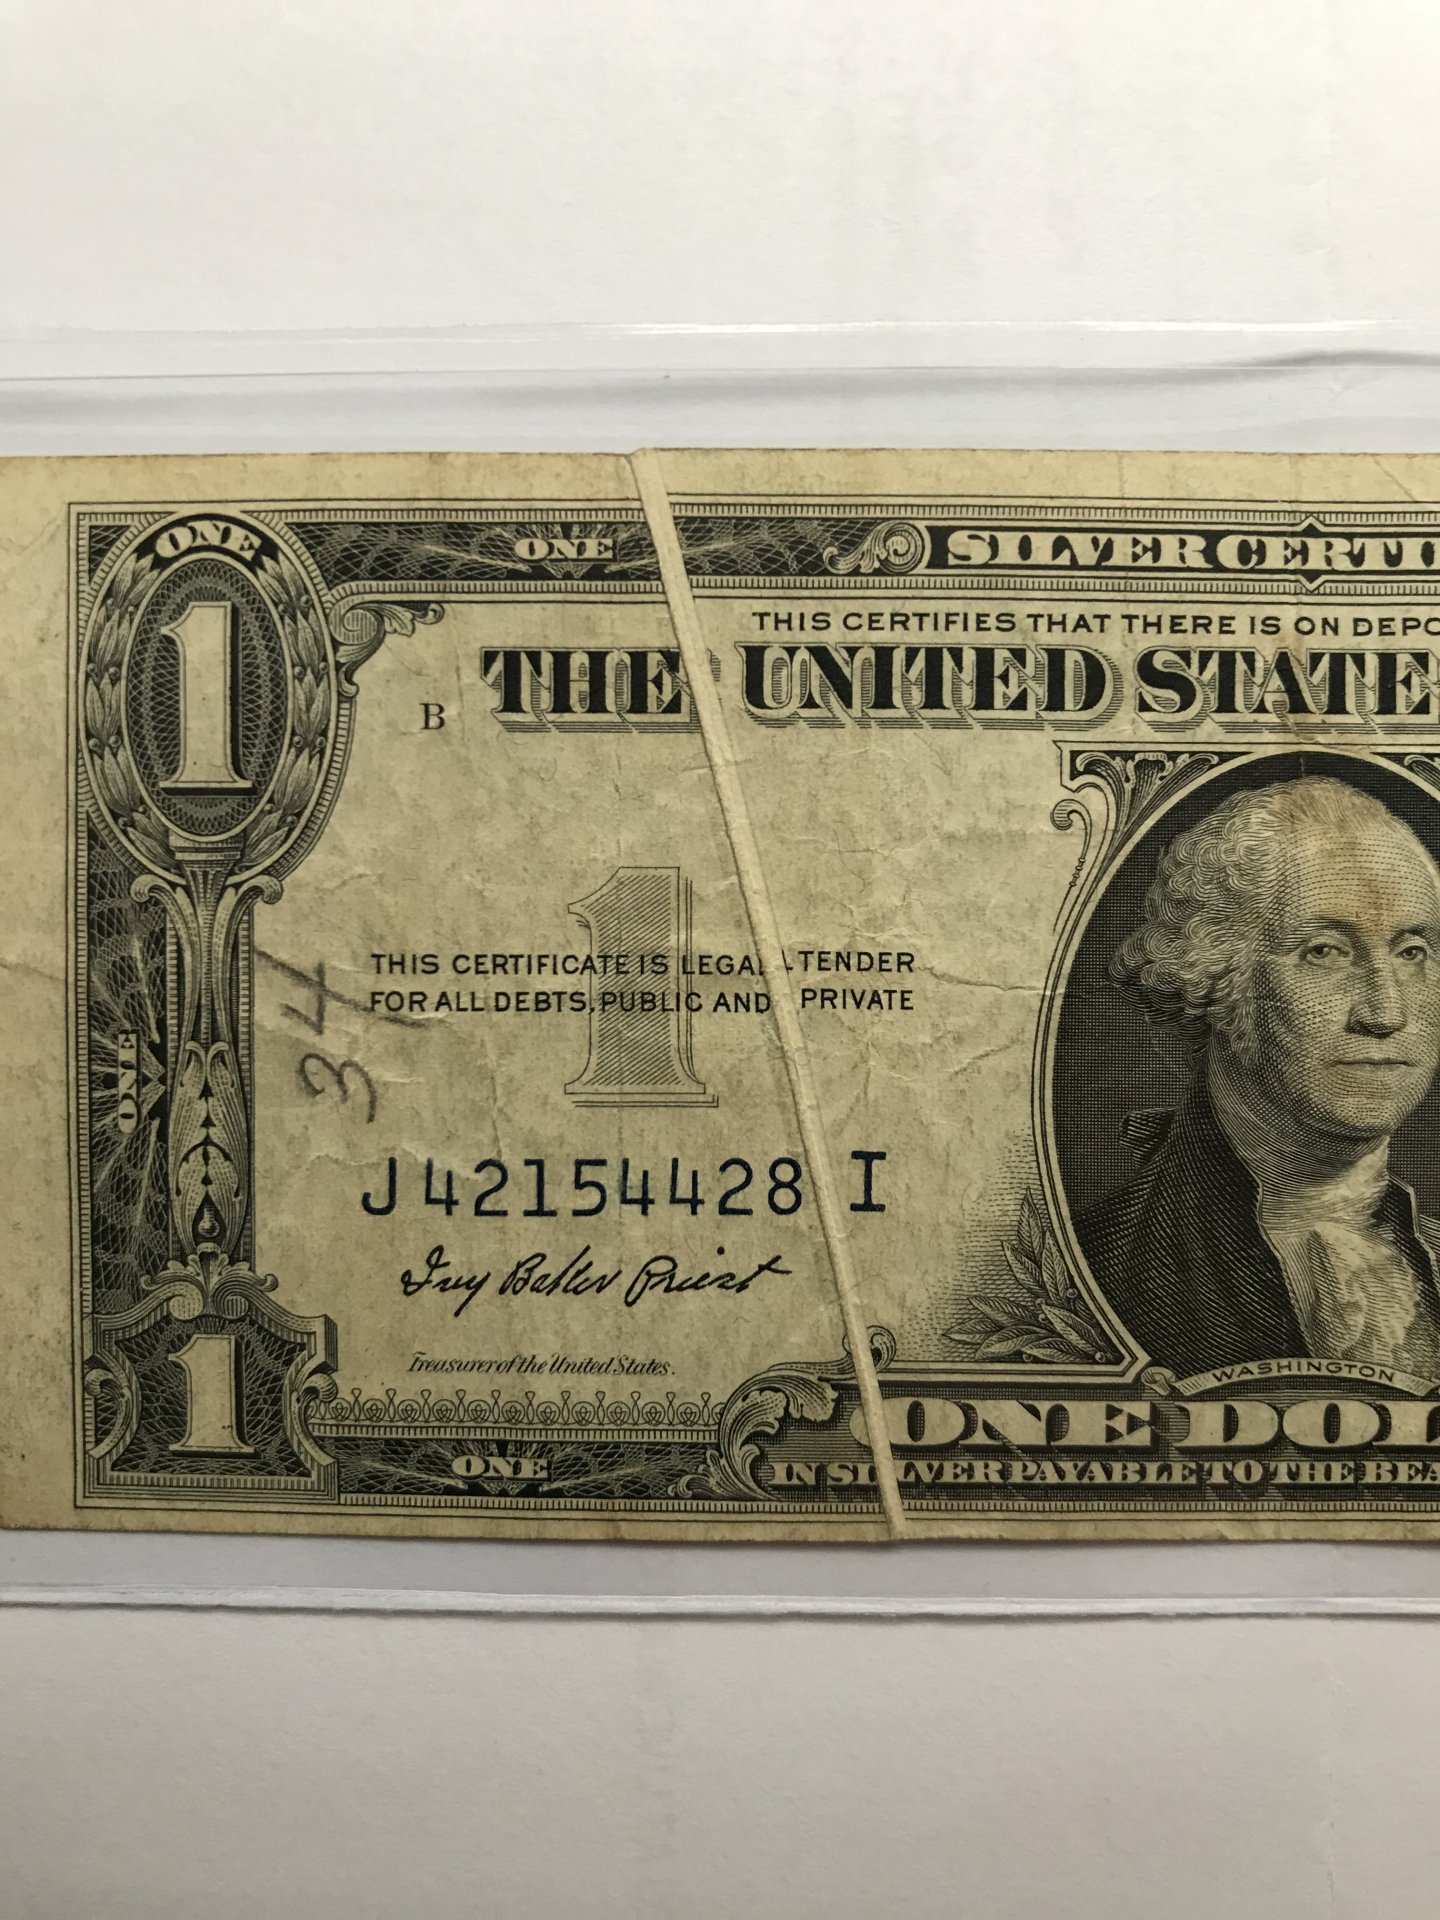 ONE ONE SILVER CERTI
1
THIS CERTIFIES THAT THERE IS ON DEPO
B THE UNITED STATE
1
THIS CERTIFICATE IS LEGAL TENDER
FOR ALL DEBTS, PUBLIC AND PRIVATE
34
ONE
J 42154428 I
Ivy Baker Priest
Treasurer of the United States.
WASHINGTON
1
ONE DOL
ONE
IN SILVER PAYABLE TO THE BEA